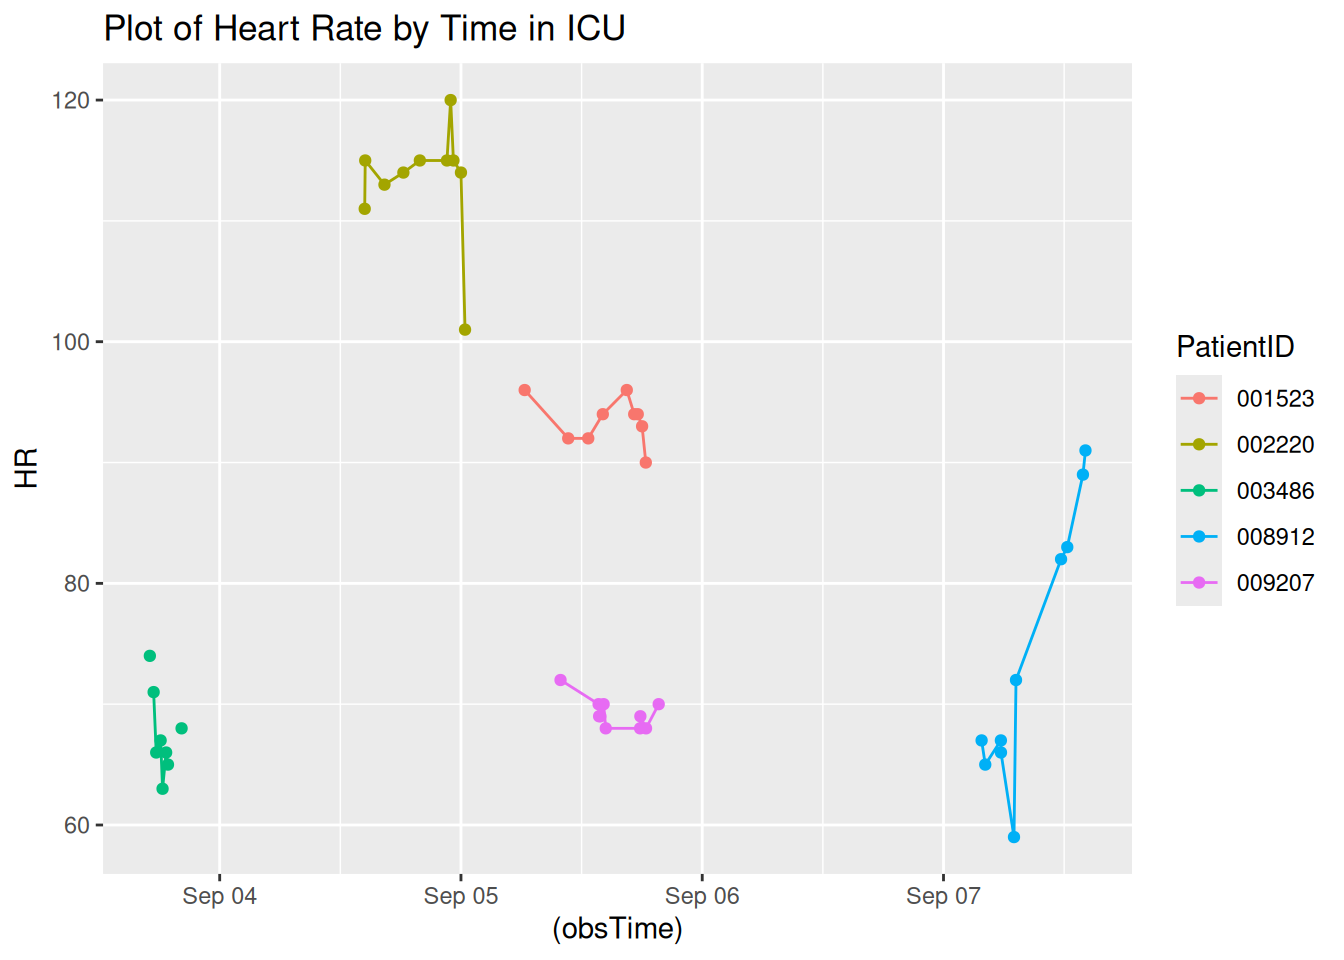 Plot of Heart Rate by Time in ICU
120
100
80
60
HR
Sep 04
Sep 05
Sep 06
Sep 07
(obsTime)
PatientID
001523
002220
003486
008912
009207